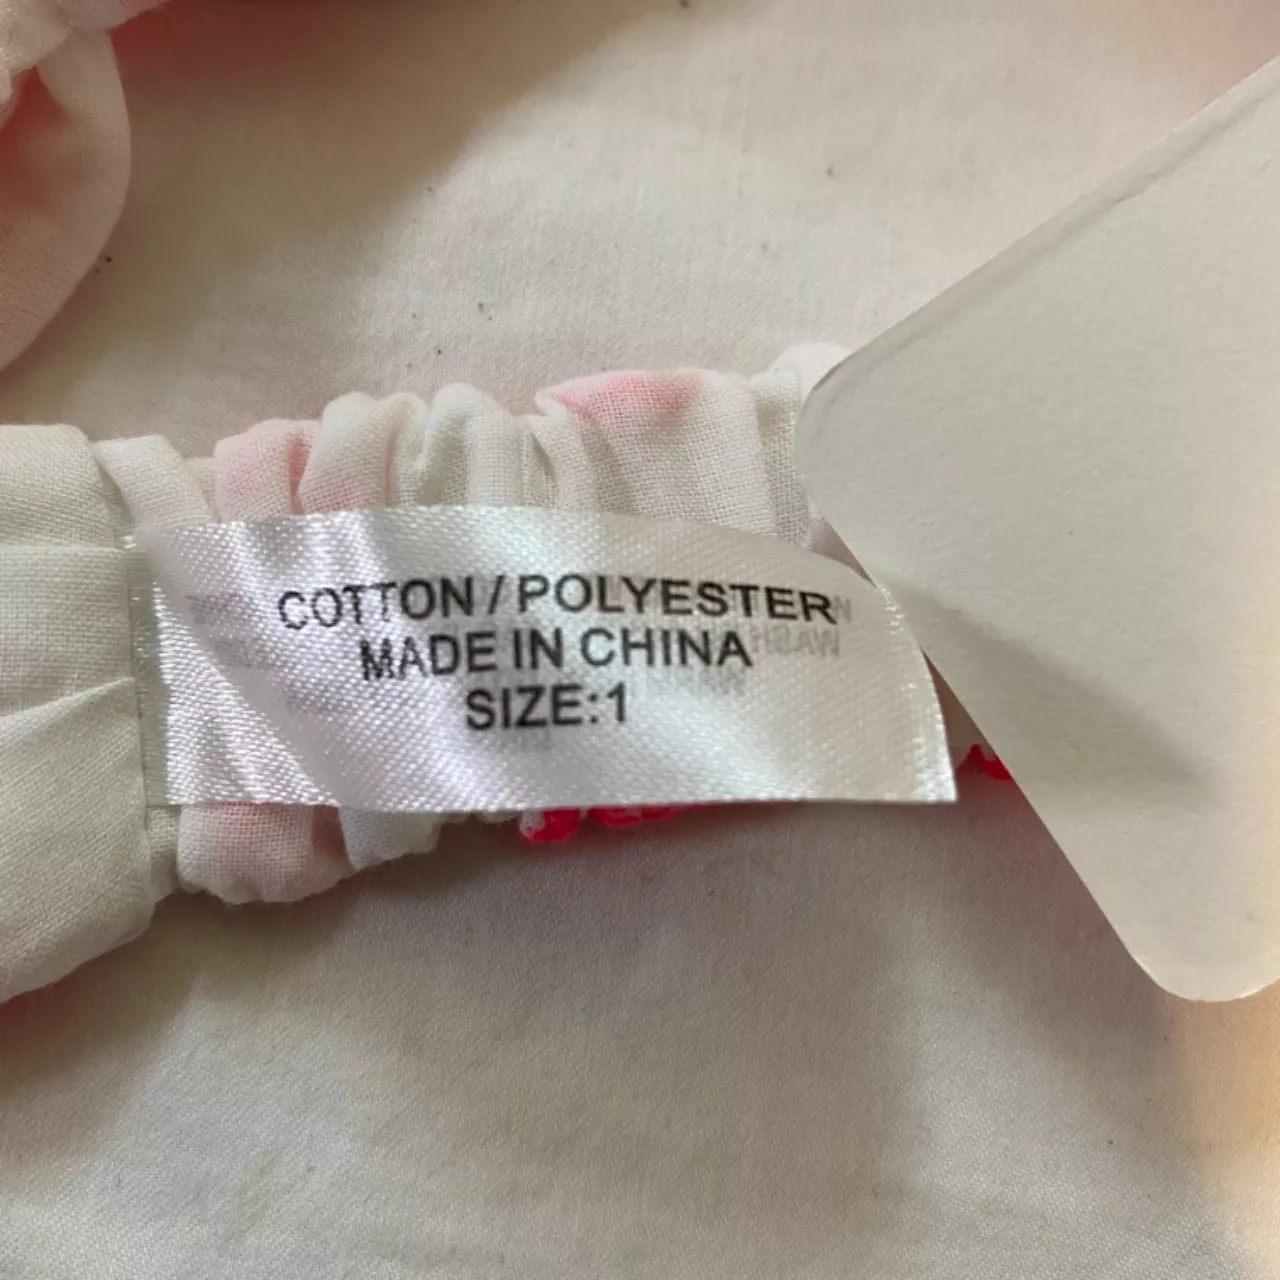 COTTON / POLYESTER
MADE IN CHINA
SIZE:1